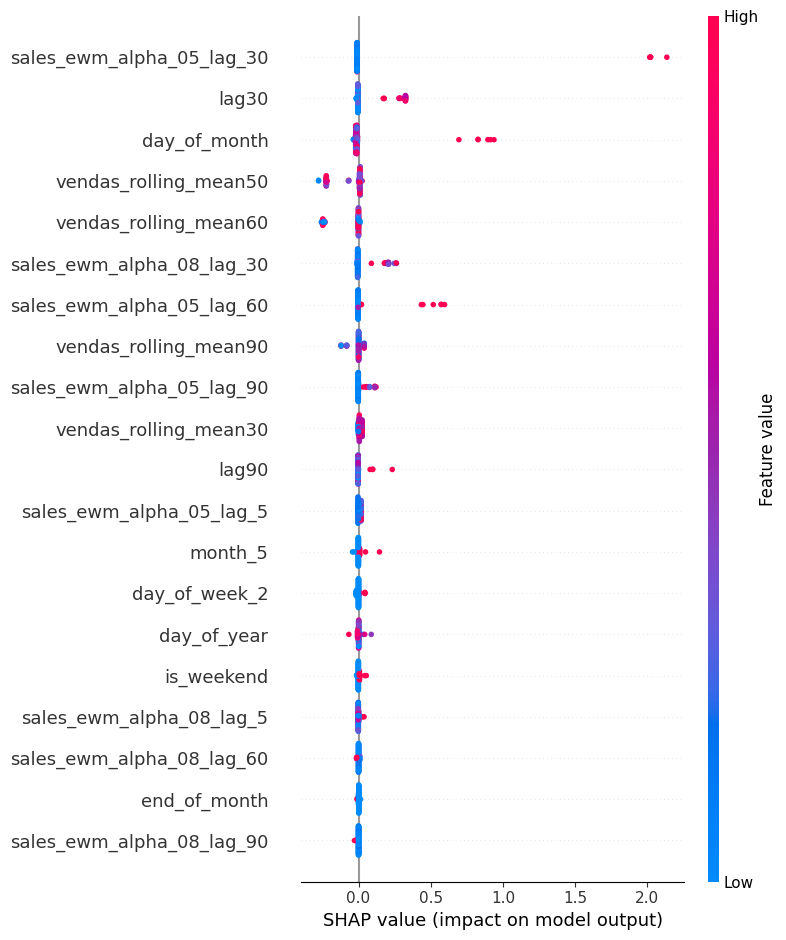 High
sales_ewm_alpha_05_lag_30
lag30
day_of_month
vendas_rolling_mean50
vendas_rolling_mean60
sales_ewm_alpha_08_lag_30
sales_ewm_alpha_05_lag_60
vendas_rolling_mean90
sales_ewm_alpha_05_lag_90
vendas_rolling_mean30
lag90
sales_ewm_alpha_05_lag_5
month_5
day_of_week_2
day_of_year
is_weekend
sales_ewm_alpha_08_lag_5
sales_ewm_alpha_08_lag_60
end_of_month
sales_ewm_alpha_08_lag_90
Feature value
Low
0.0 0.5 1.0 1.5 2.0
SHAP value (impact on model output)